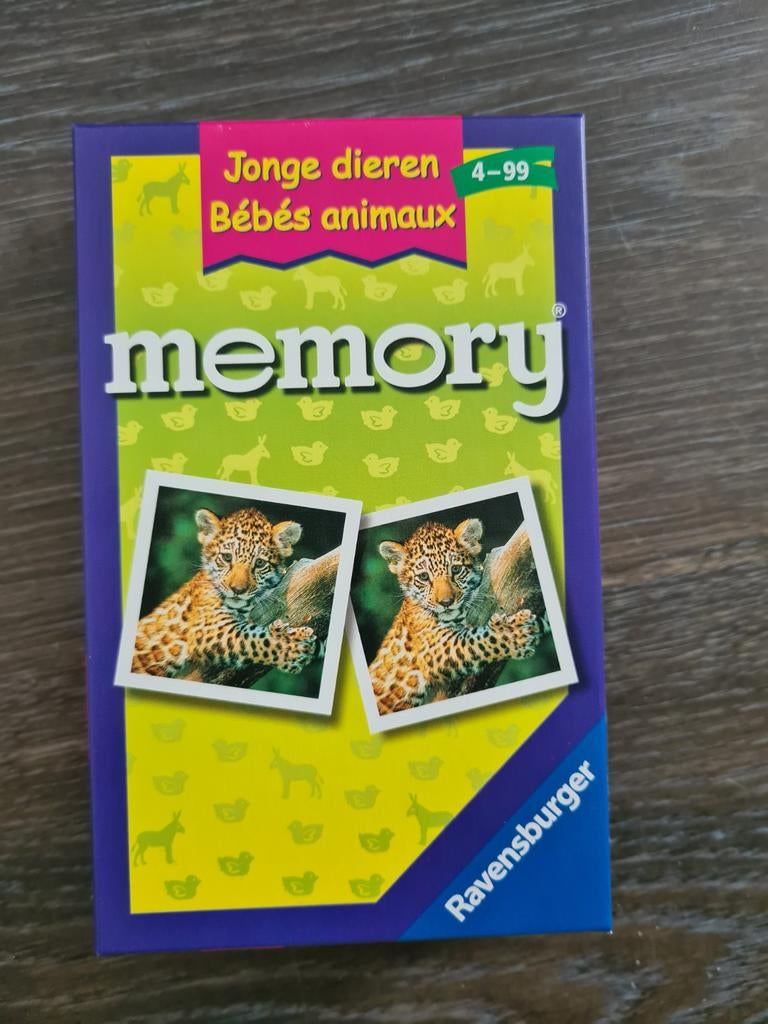 Jonge dieren
Bébés animaux
4-99
memory®
Ravensburger